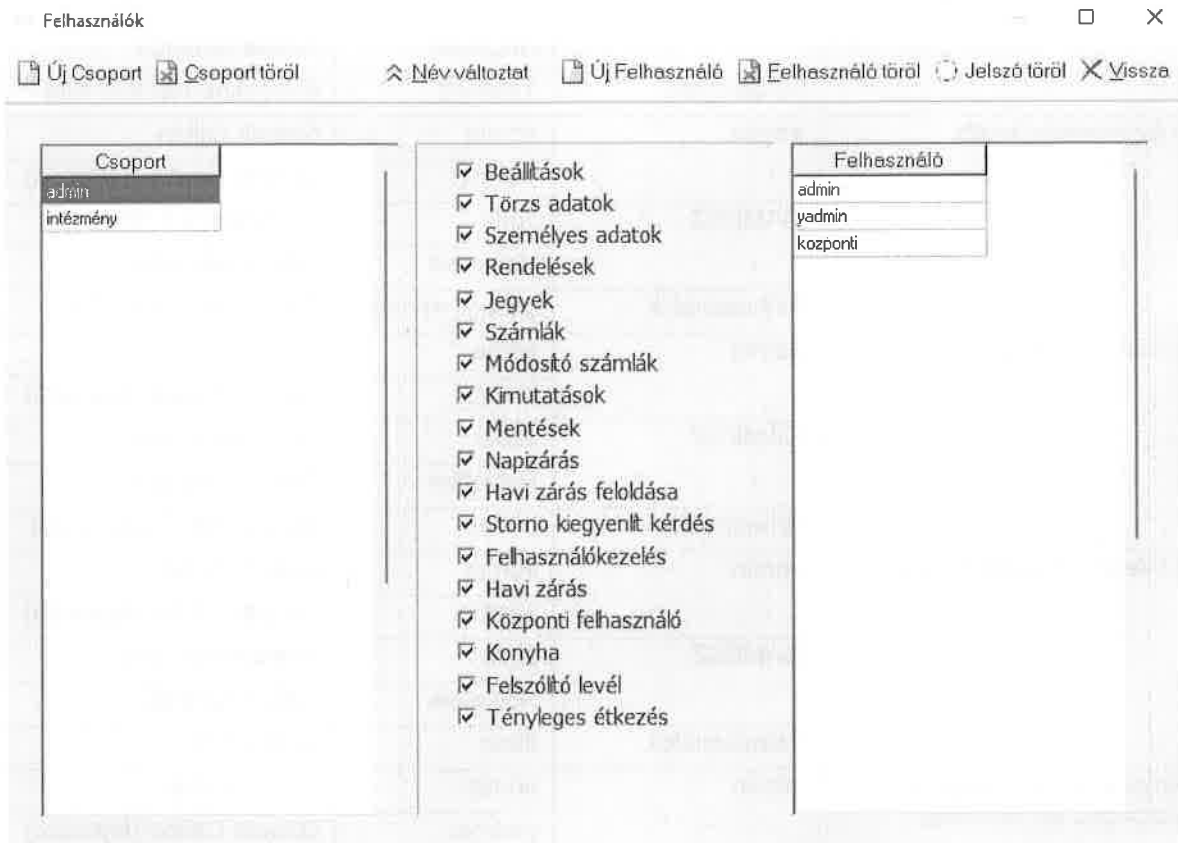 Felhasználók
Új Csoport Csoport töröl Név változtat Új Felhasználó Felhasználó töröl Jelszó töröl Vissza
Csoport
admin
intézmény
Beállítások
Törzs adatok
Személyes adatok
Rendelések
Jegyek
Számlák
Módosító számlák
Kimutatások
Mentések
Napizárás
Havi zárás feloldása
Storno kiegyenlít kérdés
Felhasználókezelés
Havi zárás
Központi felhasználó
Konyha
Felszólító levél
Tényleges étkezés
Felhasználó
admin
yadmin
kozponti